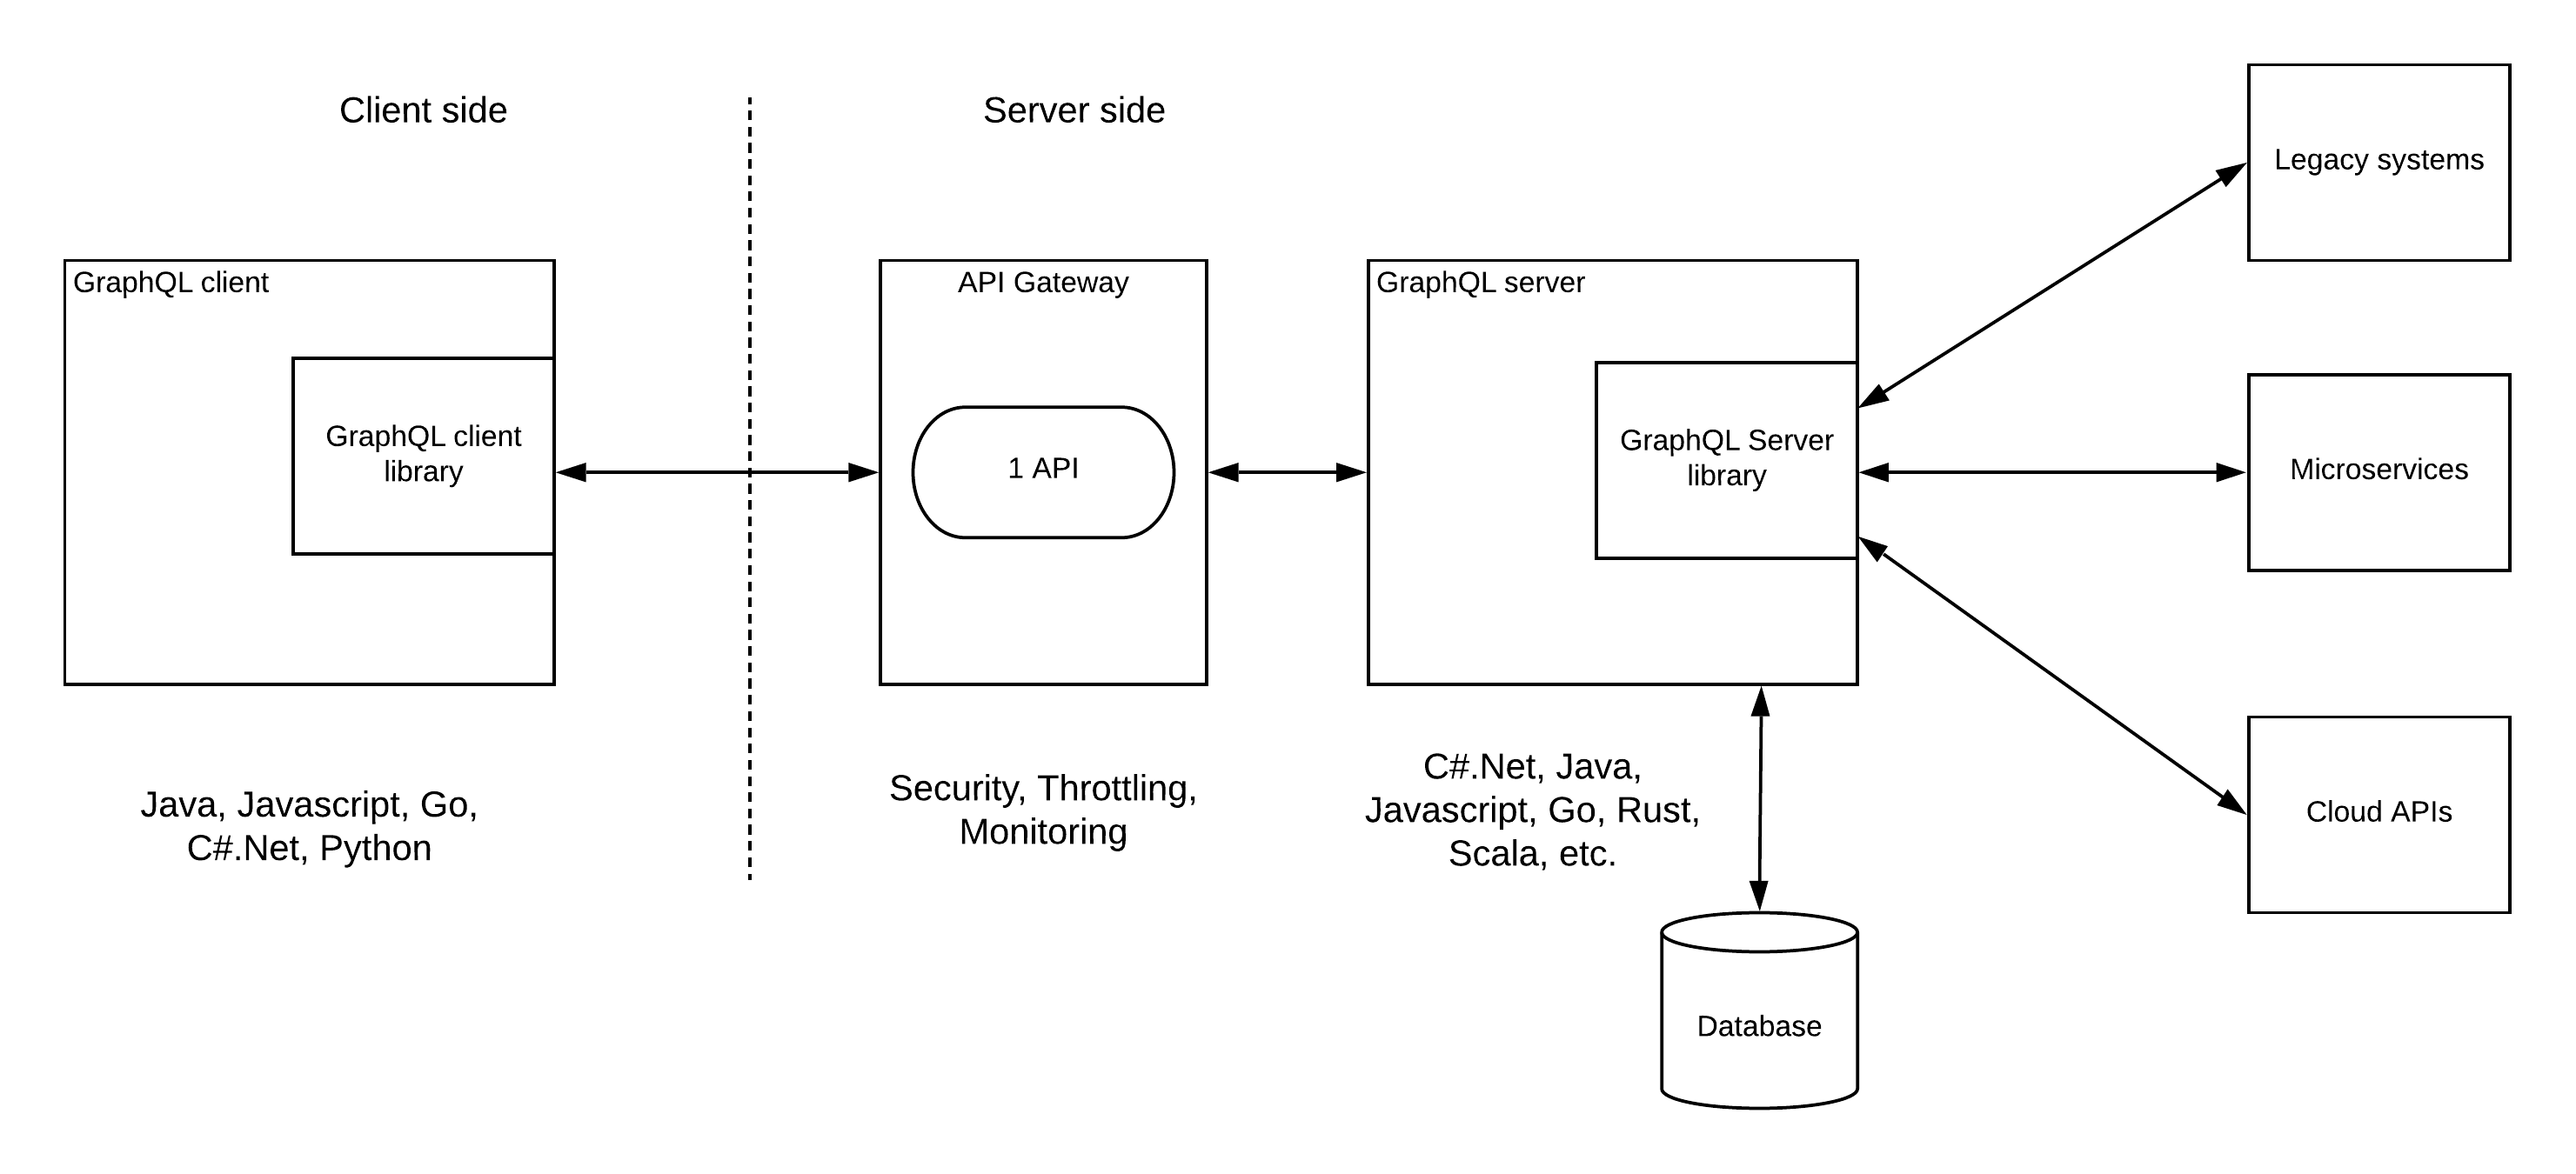 Client side
Server side
GraphQL client
GraphQL client
library
Java, Javascript, Go,
C#.Net, Python
API Gateway
1 API
Security, Throttling,
Monitoring
GraphQL server
GraphQL Server
library
C#.Net, Java,
Javascript, Go, Rust,
Scala, etc.
Database
Legacy systems
Microservices
Cloud APIs